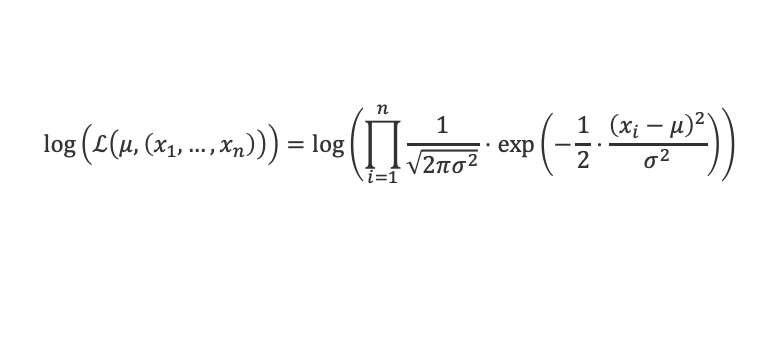 log(ℒ(μ, (x₁, … , xₙ))) = log(∏ᵢ₌₁ⁿ 1/√(2πσ²) · exp(−1/2 · (xᵢ − μ)²/σ²))